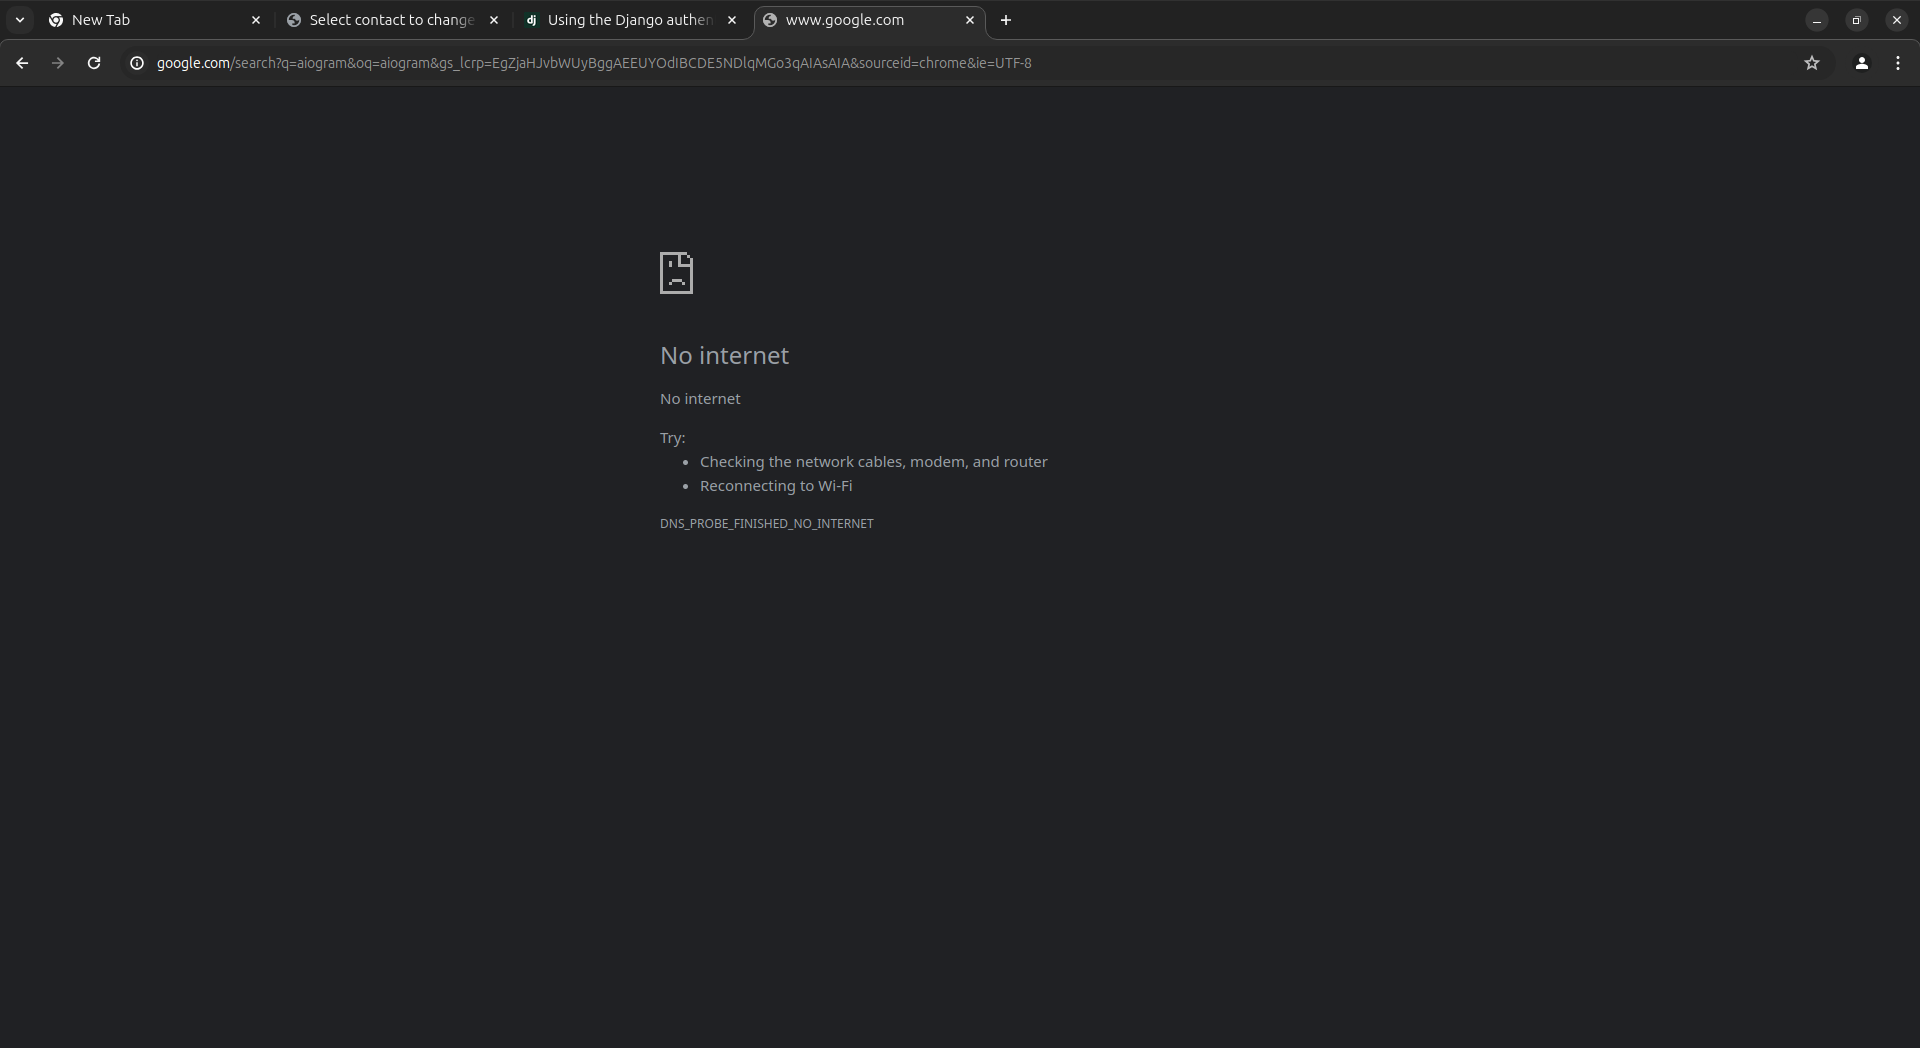 New Tab
Select contact to change
Using the Django authen
www.google.com
google.com/search?q=aiogram&oq=aiogram&gs_lcrp=EgZjaHJvbWUyBggAEEUYOdIBCDE5NDlqMGo3qAIAsAIA&sourceid=chrome&ie=UTF-8
No internet
No internet
Try:
Checking the network cables, modem, and router
Reconnecting to Wi-Fi
DNS_PROBE_FINISHED_NO_INTERNET